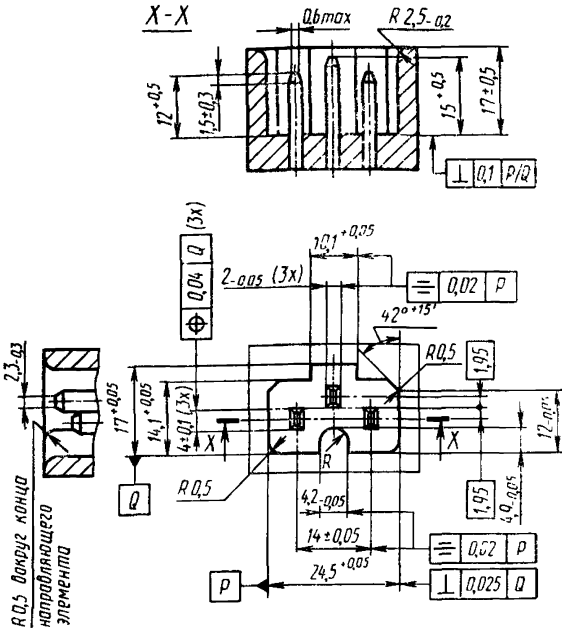 X-X
0,6 max
R 2,5-0,2
12+0,5
1,5±0,3
15+0,5
17±0,5
⊥ 0,1 P/Q
⌖ 0,04 Q (3x)
10,1+0,05
2-0,05 (3x)
⌯ 0,02 P
42°+15'
R0,5
1,95
2,3-0,3
17+0,05
14,1+0,05
4±0,1 (3x)
X
X
1,95
4,9-0,05
Q
R 0,5
R
4,2-0,05
14±0,05
⌯ 0,02 P
P
24,5+0,05
⊥ 0,025 Q
R 0,5 вокруг конца
направляющего
элемента